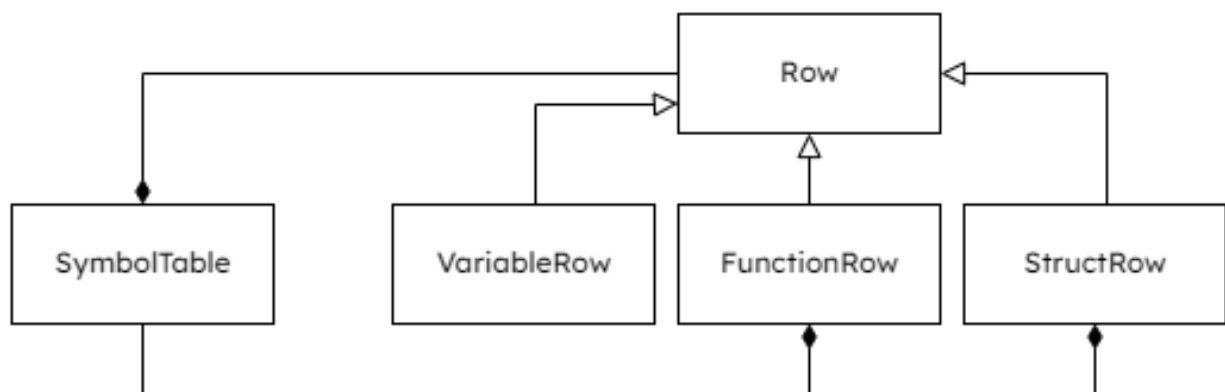 Row
SymbolTable
VariableRow
FunctionRow
StructRow